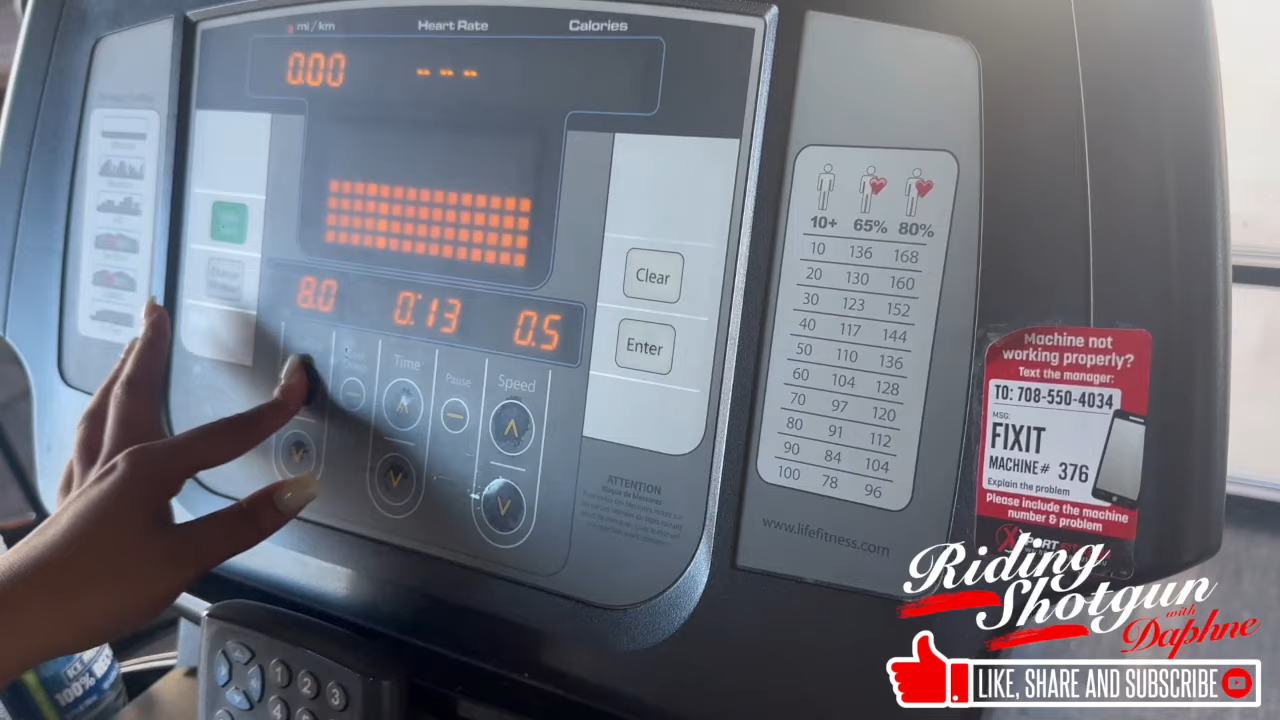 mi / km
Heart Rate
Calories
0.00
- - -
8.0
0:13
0.5
Time
Pause
Speed
Clear
Enter
ATTENTION
10+ 65% 80%
10 136 168
20 130 160
30 123 152
40 117 144
50 110 136
60 104 128
70 97 120
80 91 112
90 84 104
100 78 96
www.lifefitness.com
Machine not
working properly?
Text the manager:
TO: 708-550-4034
MSG:
FIXIT
MACHINE# 376
Explain the problem
Please include the machine
number & problem
Riding
Shotgun
with
Daphne
LIKE, SHARE AND SUBSCRIBE
ICE
100%
1 2 3